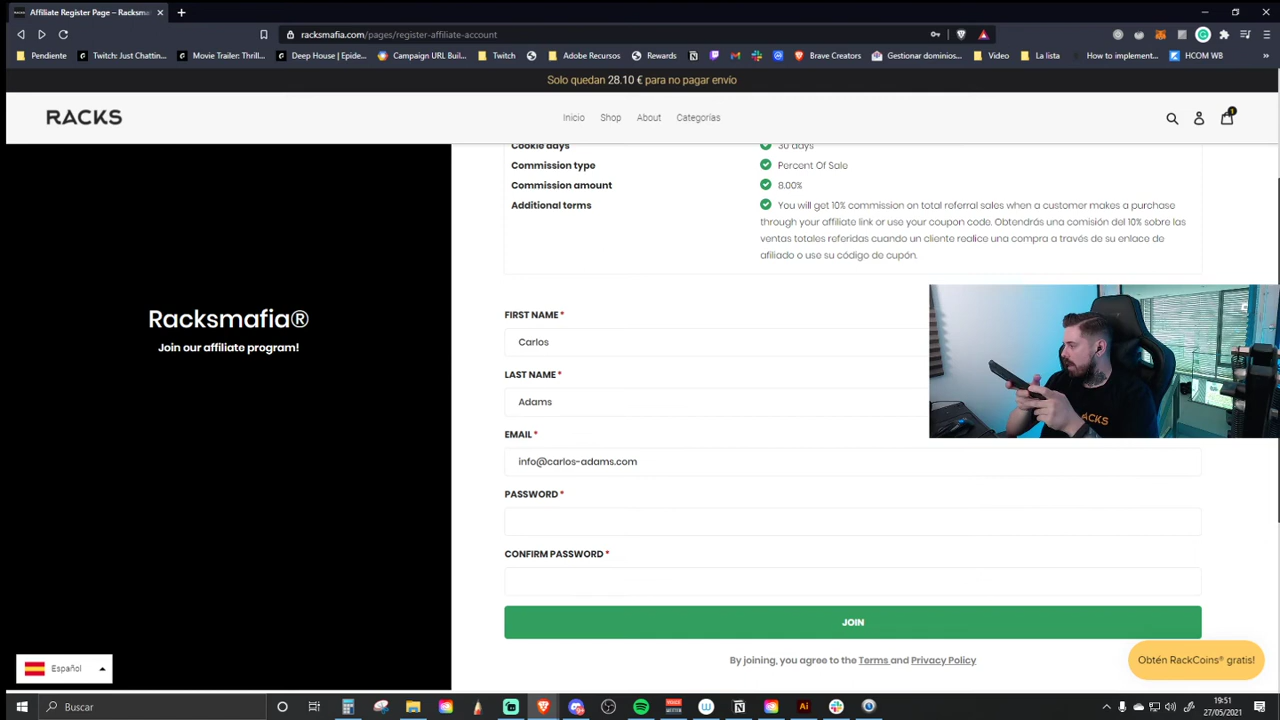 Affiliate Register Page – Racksma
racksmafia.com/pages/register-affiliate-account
Pendiente
Twitch: Just Chattin...
Movie Trailer: Thrill...
Deep House | Epide...
Campaign URL Buil...
Twitch
Adobe Recursos
Rewards
Brave Creators
Gestionar dominios...
La lista
How to implement...
HCOM WB
Solo quedan 28.10 € para no pagar envío
RACKS
Inicio
Shop
About
Categorías
1
Cookie days
30 days
Commission type
Percent Of Sale
Commission amount
8.00%
Additional terms
You will get 10% commission on total referral sales when a customer makes a purchase
through your affiliate link or use your coupon code. Obtendrás una comisión del 10% sobre las
ventas totales referidas cuando un cliente realice una compra a través de su enlace de
afiliado o use su código de cupón.
Racksmafia®
Join our affiliate program!
FIRST NAME *
Carlos
LAST NAME *
Adams
EMAIL *
info@carlos-adams.com
PASSWORD *
CONFIRM PASSWORD *
JOIN
By joining, you agree to the Terms and Privacy Policy
ACKS
Español
Obtén RackCoins® gratis!
Buscar
19:51
27/05/2021